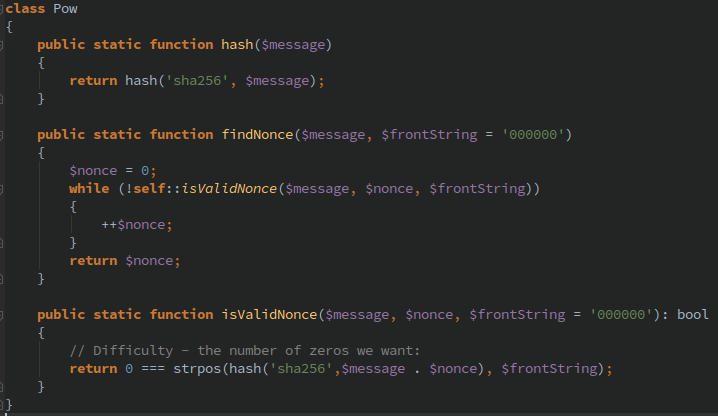 class Pow
{
    public static function hash($message)
    {
        return hash('sha256', $message);
    }

    public static function findNonce($message, $frontString = '000000')
    {
        $nonce = 0;
        while (!self::isValidNonce($message, $nonce, $frontString))
        {
            ++$nonce;
        }
        return $nonce;
    }

    public static function isValidNonce($message, $nonce, $frontString = '000000'): bool
    {
        // Difficulty – the number of zeros we want:
        return 0 === strpos(hash('sha256',$message . $nonce), $frontString);
    }
}